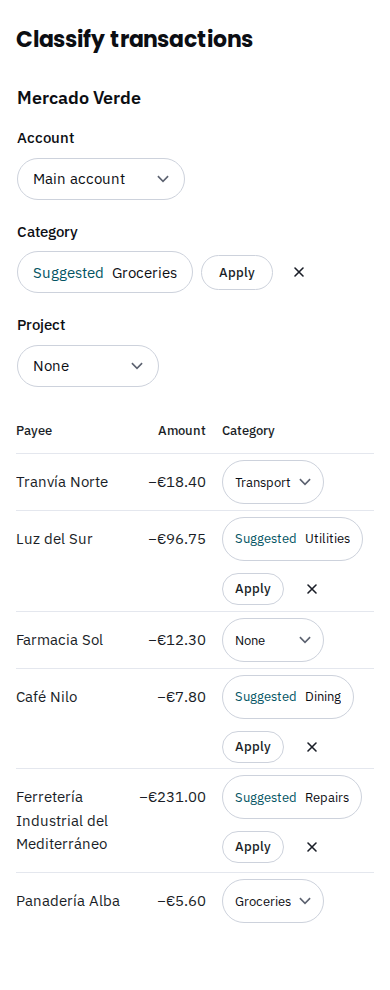 Classify transactions
Mercado Verde
Account
Main account
Category
Suggested Groceries Apply
Project
None
Payee Amount Category
Tranvía Norte −€18.40 Transport
Luz del Sur −€96.75 Suggested Utilities
Apply
Farmacia Sol −€12.30 None
Café Nilo −€7.80 Suggested Dining
Apply
Ferretería −€231.00 Suggested Repairs
Industrial del
Mediterráneo Apply
Panadería Alba −€5.60 Groceries